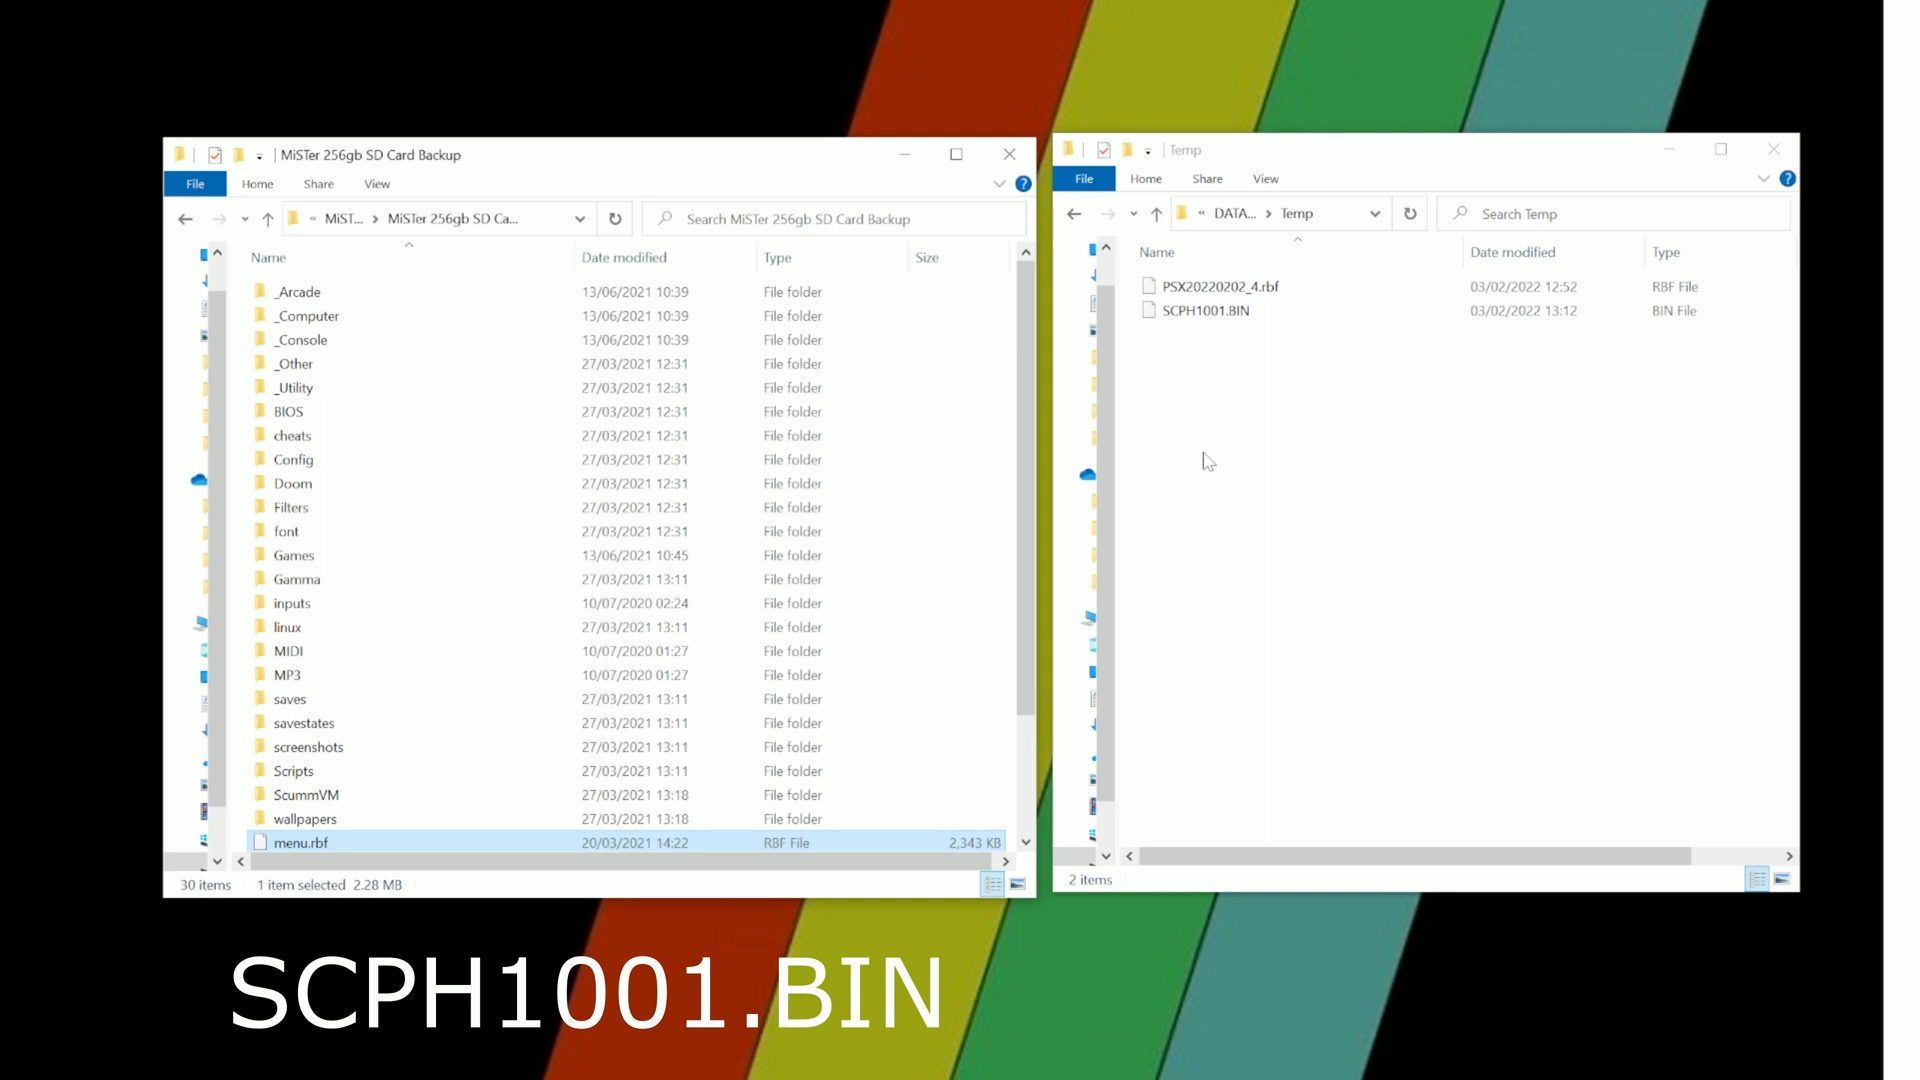 MiSTer 256gb SD Card Backup
File Home Share View
« MiST... > MiSTer 256gb SD Ca... Search MiSTer 256gb SD Card Backup
Name Date modified Type Size
_Arcade 13/06/2021 10:39 File folder
_Computer 13/06/2021 10:39 File folder
_Console 13/06/2021 10:39 File folder
_Other 27/03/2021 12:31 File folder
_Utility 27/03/2021 12:31 File folder
BIOS 27/03/2021 12:31 File folder
cheats 27/03/2021 12:31 File folder
Config 27/03/2021 12:31 File folder
Doom 27/03/2021 12:31 File folder
Filters 27/03/2021 12:31 File folder
font 27/03/2021 12:31 File folder
Games 13/06/2021 10:45 File folder
Gamma 27/03/2021 13:11 File folder
inputs 10/07/2020 02:24 File folder
linux 27/03/2021 13:11 File folder
MIDI 10/07/2020 01:27 File folder
MP3 10/07/2020 01:27 File folder
saves 27/03/2021 13:11 File folder
savestates 27/03/2021 13:11 File folder
screenshots 27/03/2021 13:11 File folder
Scripts 27/03/2021 13:11 File folder
ScummVM 27/03/2021 13:18 File folder
wallpapers 27/03/2021 13:18 File folder
menu.rbf 20/03/2021 14:22 RBF File 2,343 KB
30 items 1 item selected 2.28 MB
Temp
File Home Share View
« DATA... > Temp Search Temp
Name Date modified Type
PSX20220202_4.rbf 03/02/2022 12:52 RBF File
SCPH1001.BIN 03/02/2022 13:12 BIN File
2 items
SCPH1001.BIN